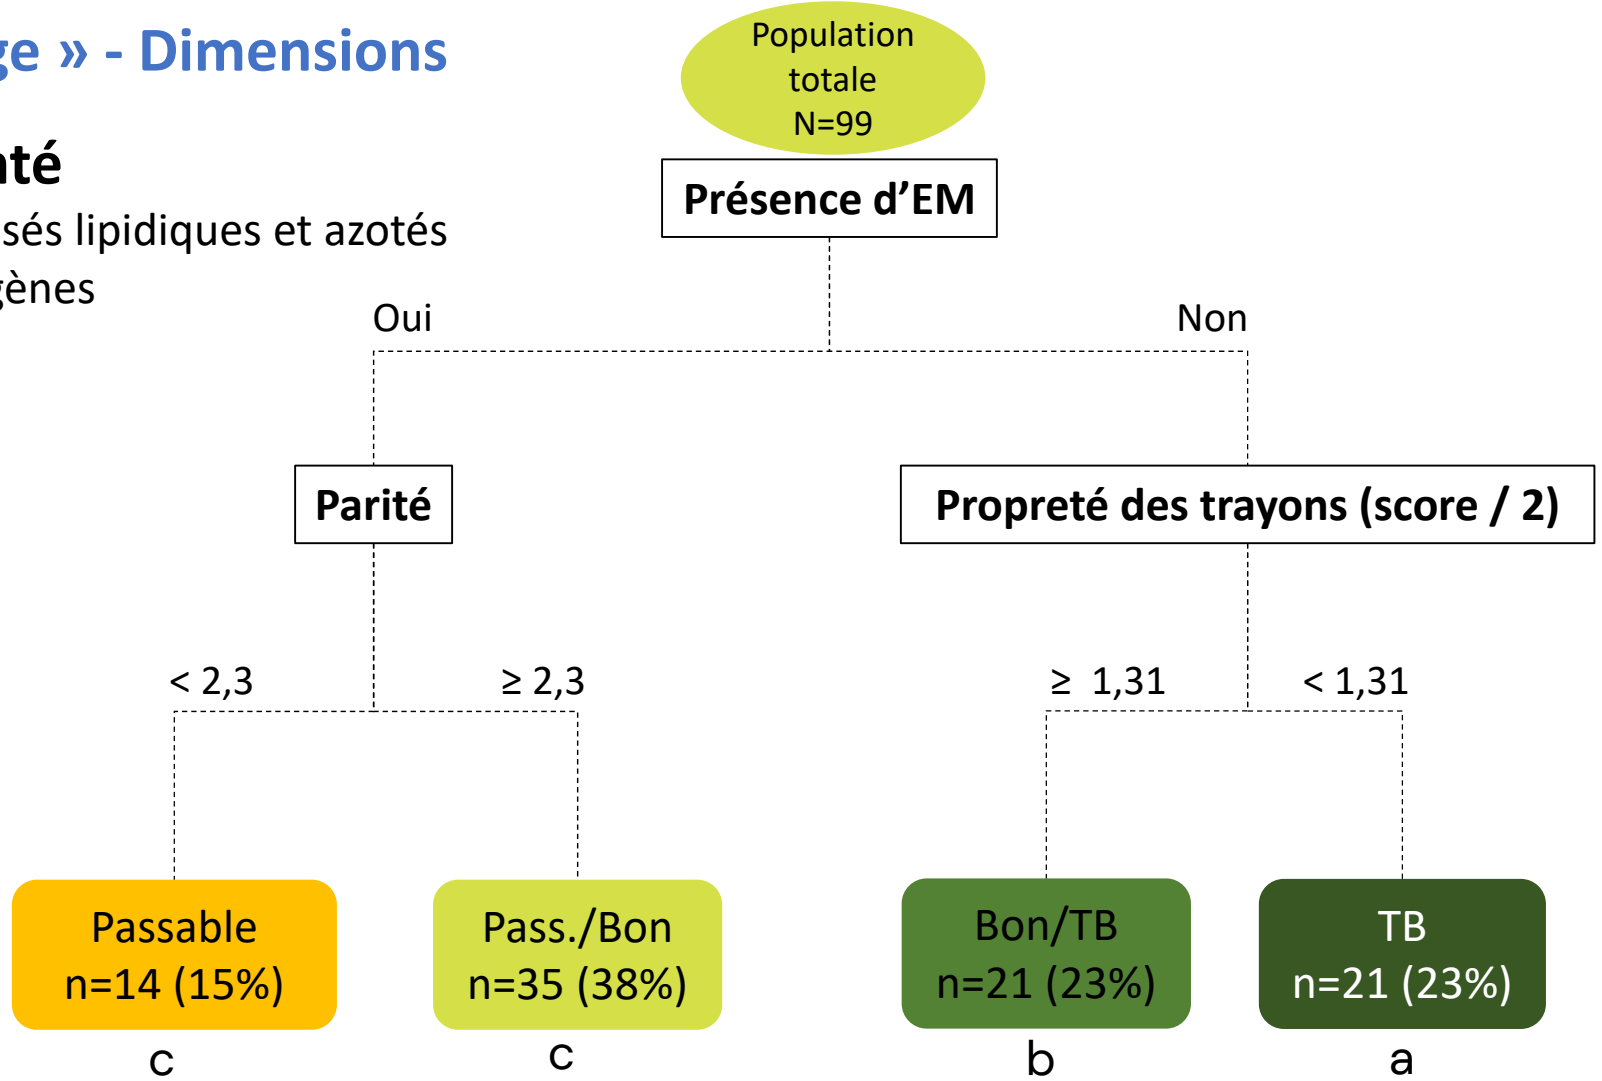 ge » - Dimensions
Population
totale
N=99
nté
Présence d’EM
sés lipidiques et azotés
gènes
Oui
Non
Parité
Propreté des trayons (score / 2)
< 2,3
≥ 2,3
≥ 1,31
< 1,31
Passable
n=14 (15%)
Pass./Bon
n=35 (38%)
Bon/TB
n=21 (23%)
TB
n=21 (23%)
c
c
b
a